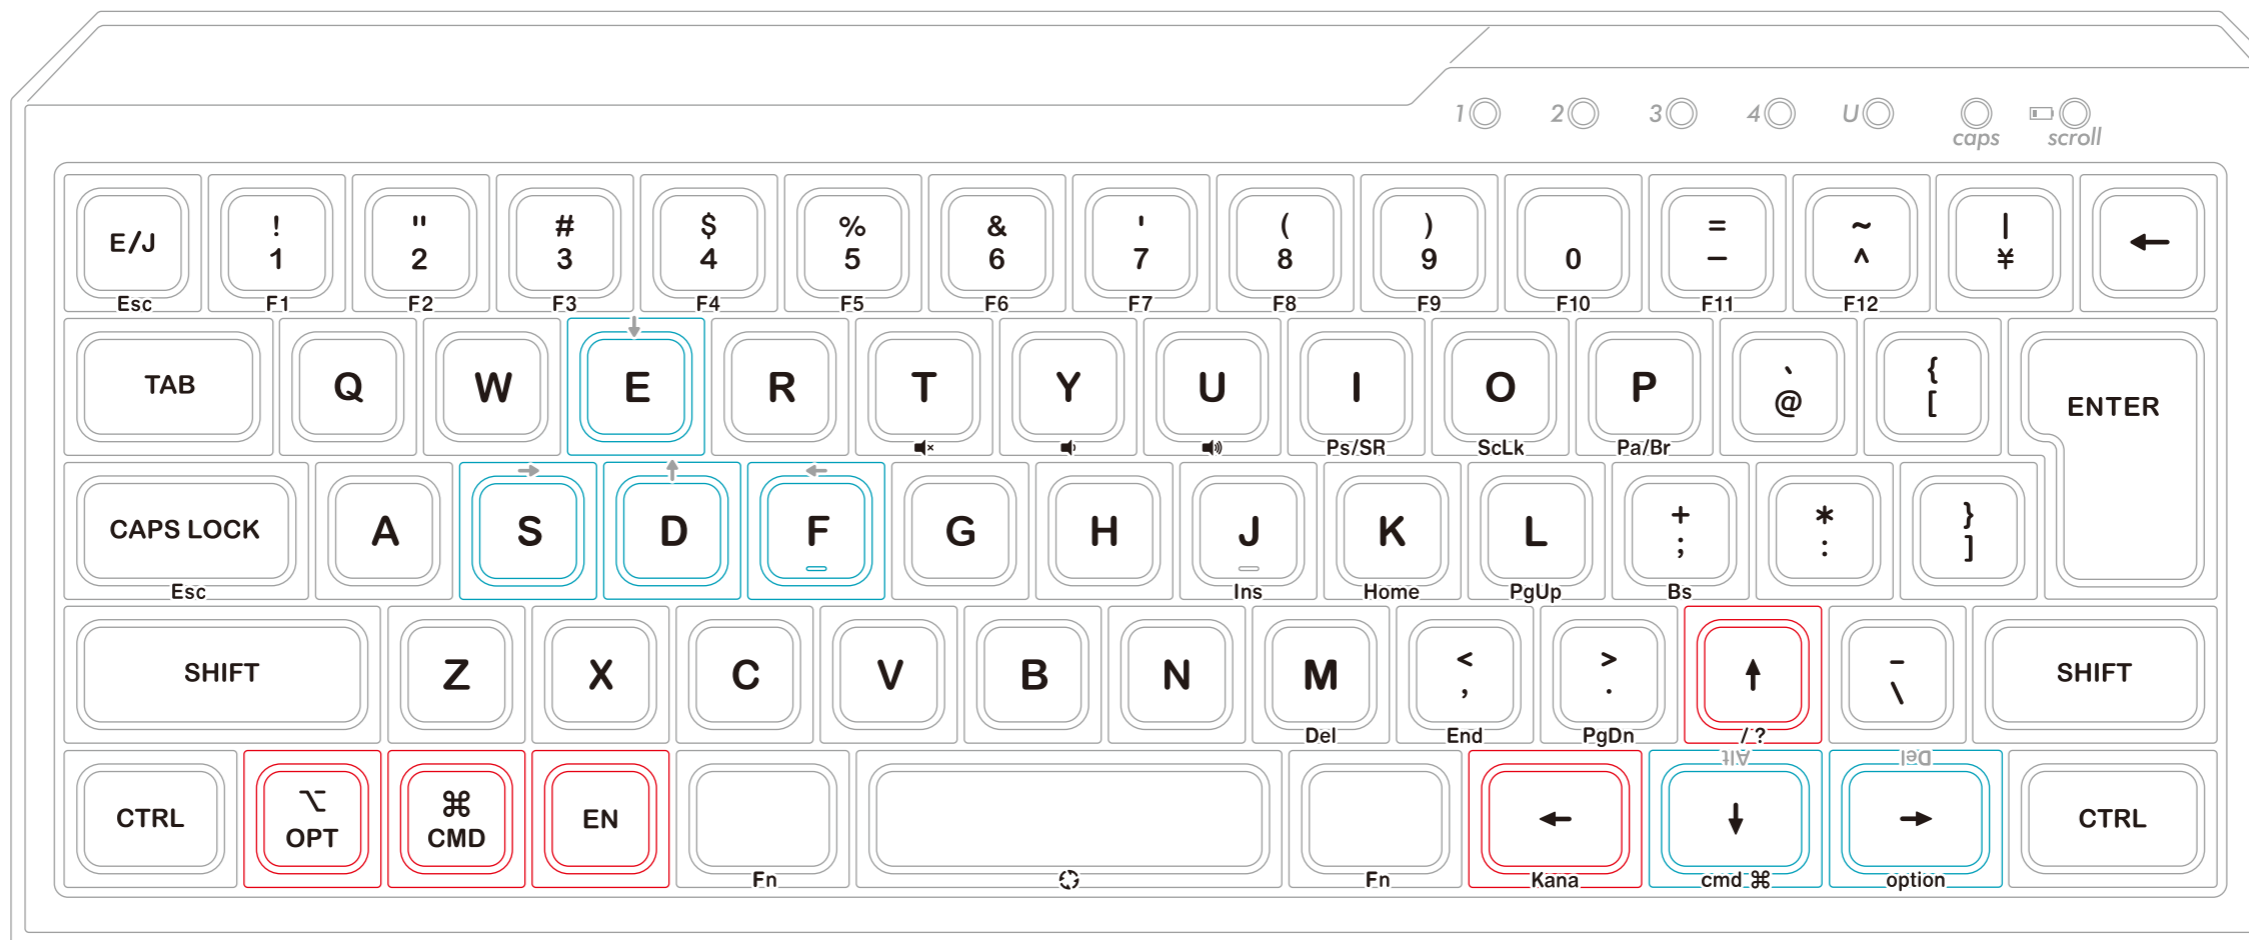 1 2 3 4 U
caps scroll
E/J ! " # $ % & ' ( ) = ~ |
1 2 3 4 5 6 7 8 9 0 - ^ ¥ ←
Esc F1 F2 F3 F4 F5 F6 F7 F8 F9 F10 F11 F12
↓
TAB Q W E R T Y U I O P ` { ENTER
@ [
Ps/SR ScLk Pa/Br
→ ↑ ←
CAPS LOCK A S D F G H J K L + * }
; : ]
Esc Ins Home PgUp Bs
SHIFT Z X C V B N M < > ↑ _ SHIFT
, . \
Del End PgDn / ?
Alt Del
CTRL ⌥ ⌘ EN ← ↓ → CTRL
OPT CMD
Fn Fn Kana cmd ⌘ option